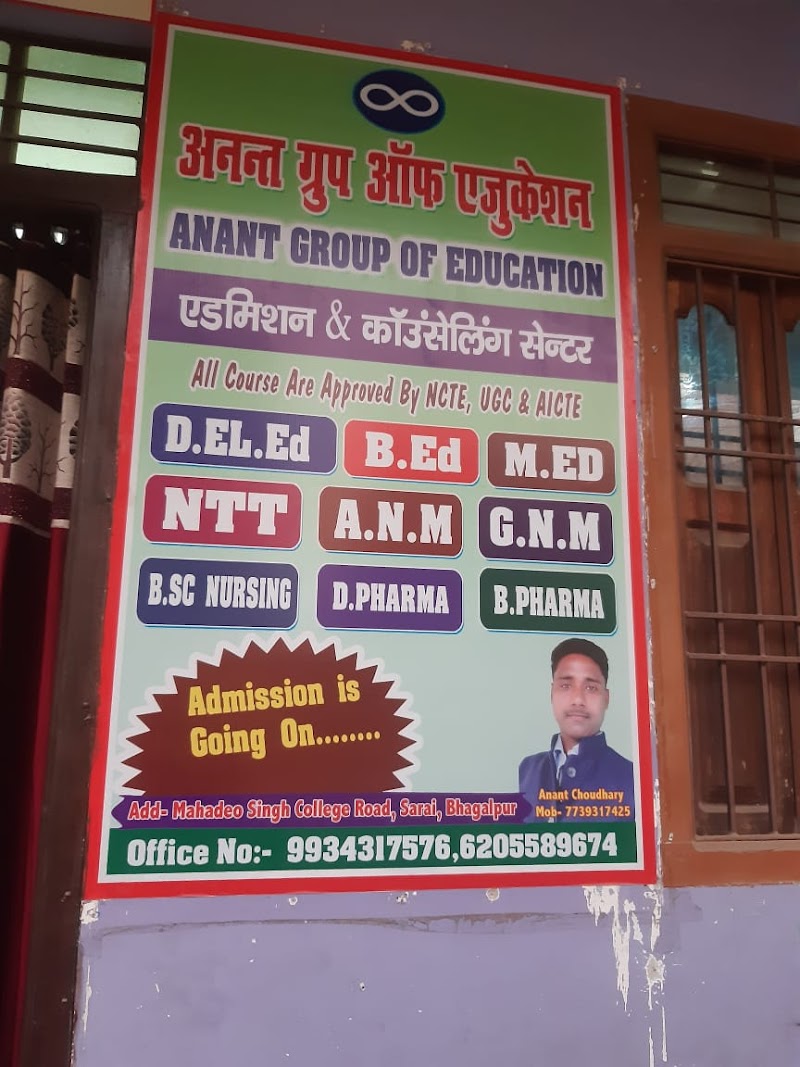 अनन्त ग्रुप ऑफ एजुकेशन
ANANT GROUP OF EDUCATION
एडमिशन & कॉउंसेलिंग सेन्टर
All Course Are Approved By NCTE, UGC & AICTE
D.EL.Ed B.Ed M.ED
NTT A.N.M G.N.M
B.SC NURSING D.PHARMA B.PHARMA
Admission is
Going On........
Anant Choudhary
Mob- 7739317425
Add- Mahadeo Singh College Road, Sarai, Bhagalpur
Office No:- 9934317576,6205589674